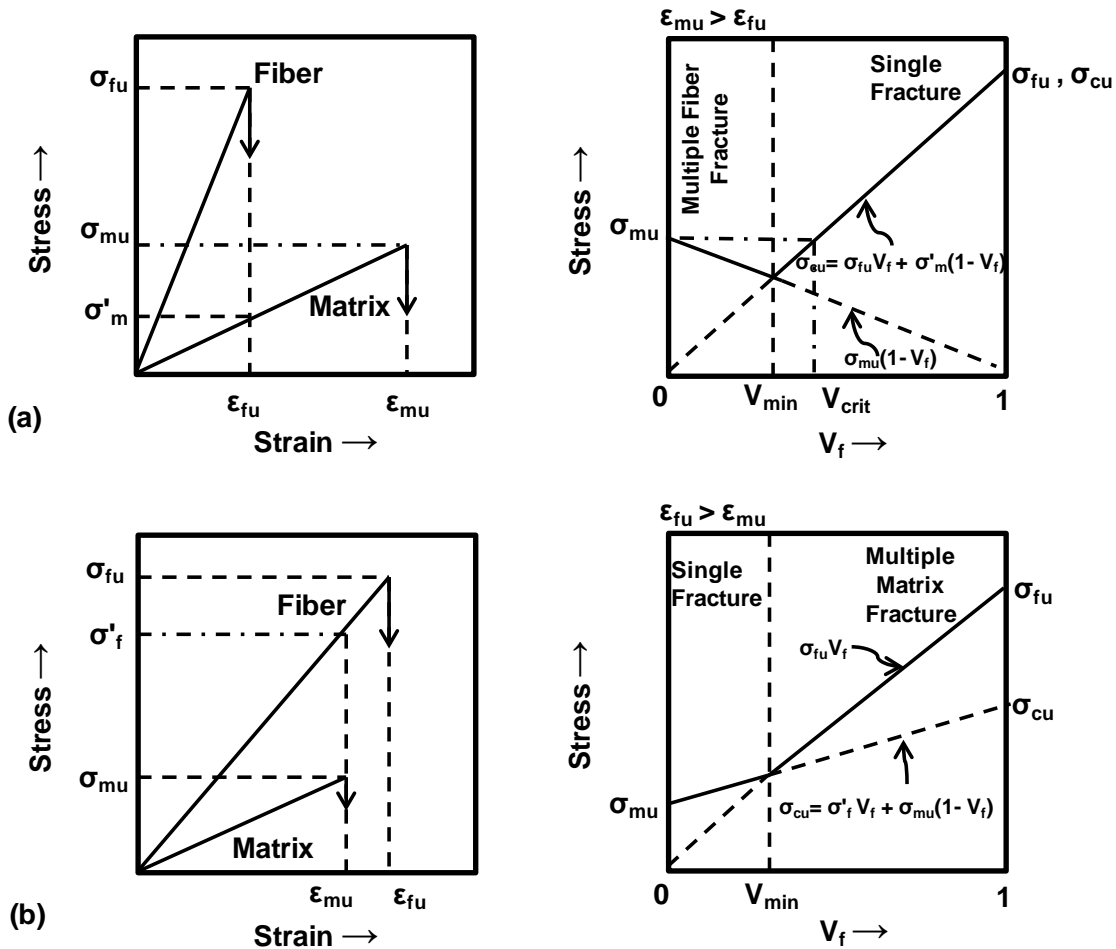 σfu
Fiber
σmu
σ'm
Matrix
Stress →
εfu
εmu
Strain →
(a)
εmu > εfu
Multiple Fiber
Fracture
Single
Fracture
σfu , σcu
σmu
σcu= σfuVf + σ'm(1- Vf)
σmu(1- Vf)
Stress →
0
Vmin
Vcrit
1
Vf →
σfu
Fiber
σ'f
σmu
Matrix
Stress →
εmu
εfu
Strain →
(b)
εfu > εmu
Single
Fracture
Multiple
Matrix
Fracture
σfu
σfuVf
σcu
σmu
σcu= σ'f Vf + σmu(1- Vf)
Stress →
0
Vmin
1
Vf →